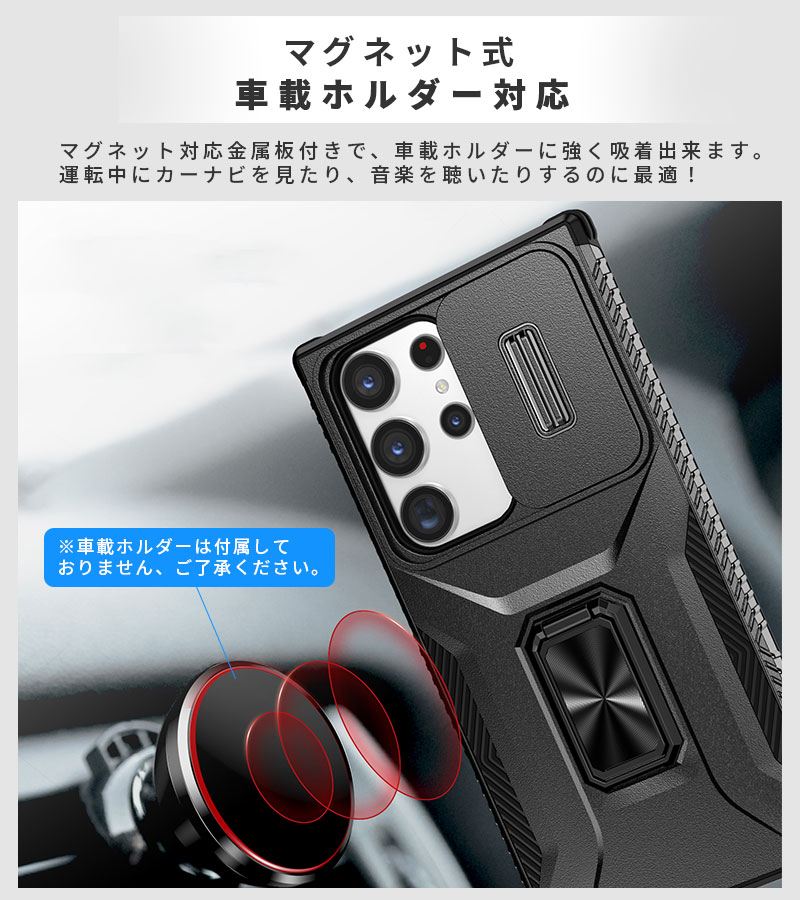 マグネット式
車載ホルダー対応
マグネット対応金属板付きで、車載ホルダーに強く吸着出来ます。
運転中にカーナビを見たり、音楽を聴いたりするのに最適！
※車載ホルダーは付属して
おりません、ご了承ください。